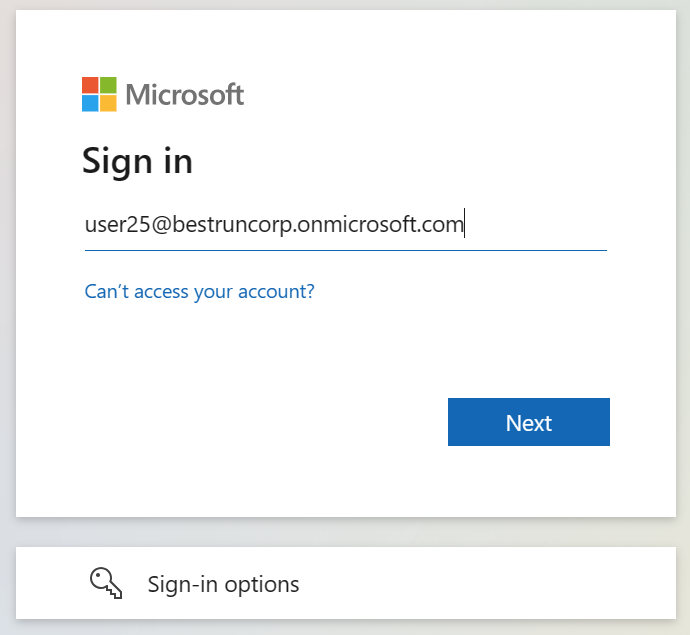 Microsoft
Sign in
user25@bestruncorp.onmicrosoft.com
Can't access your account?
Next
Sign-in options